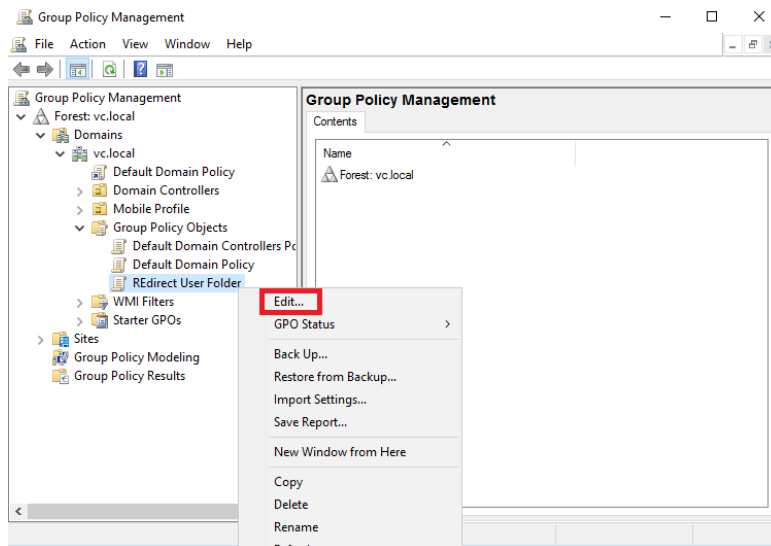 Group Policy Management
File Action View Window Help
Group Policy Management
Forest: vc.local
Domains
vc.local
Default Domain Policy
Domain Controllers
Mobile Profile
Group Policy Objects
Default Domain Controllers Pc
Default Domain Policy
REdirect User Folder
WMI Filters
Starter GPOs
Sites
Group Policy Modeling
Group Policy Results
Group Policy Management
Contents
Name
Forest: vc.local
Edit...
GPO Status
Back Up...
Restore from Backup...
Import Settings...
Save Report...
New Window from Here
Copy
Delete
Rename